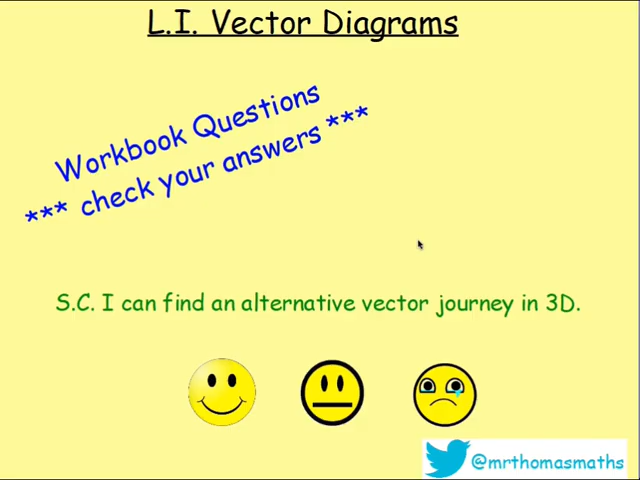 L.I. Vector Diagrams
Workbook Questions
*** check your answers ***
S.C. I can find an alternative vector journey in 3D.
@mrthomasmaths